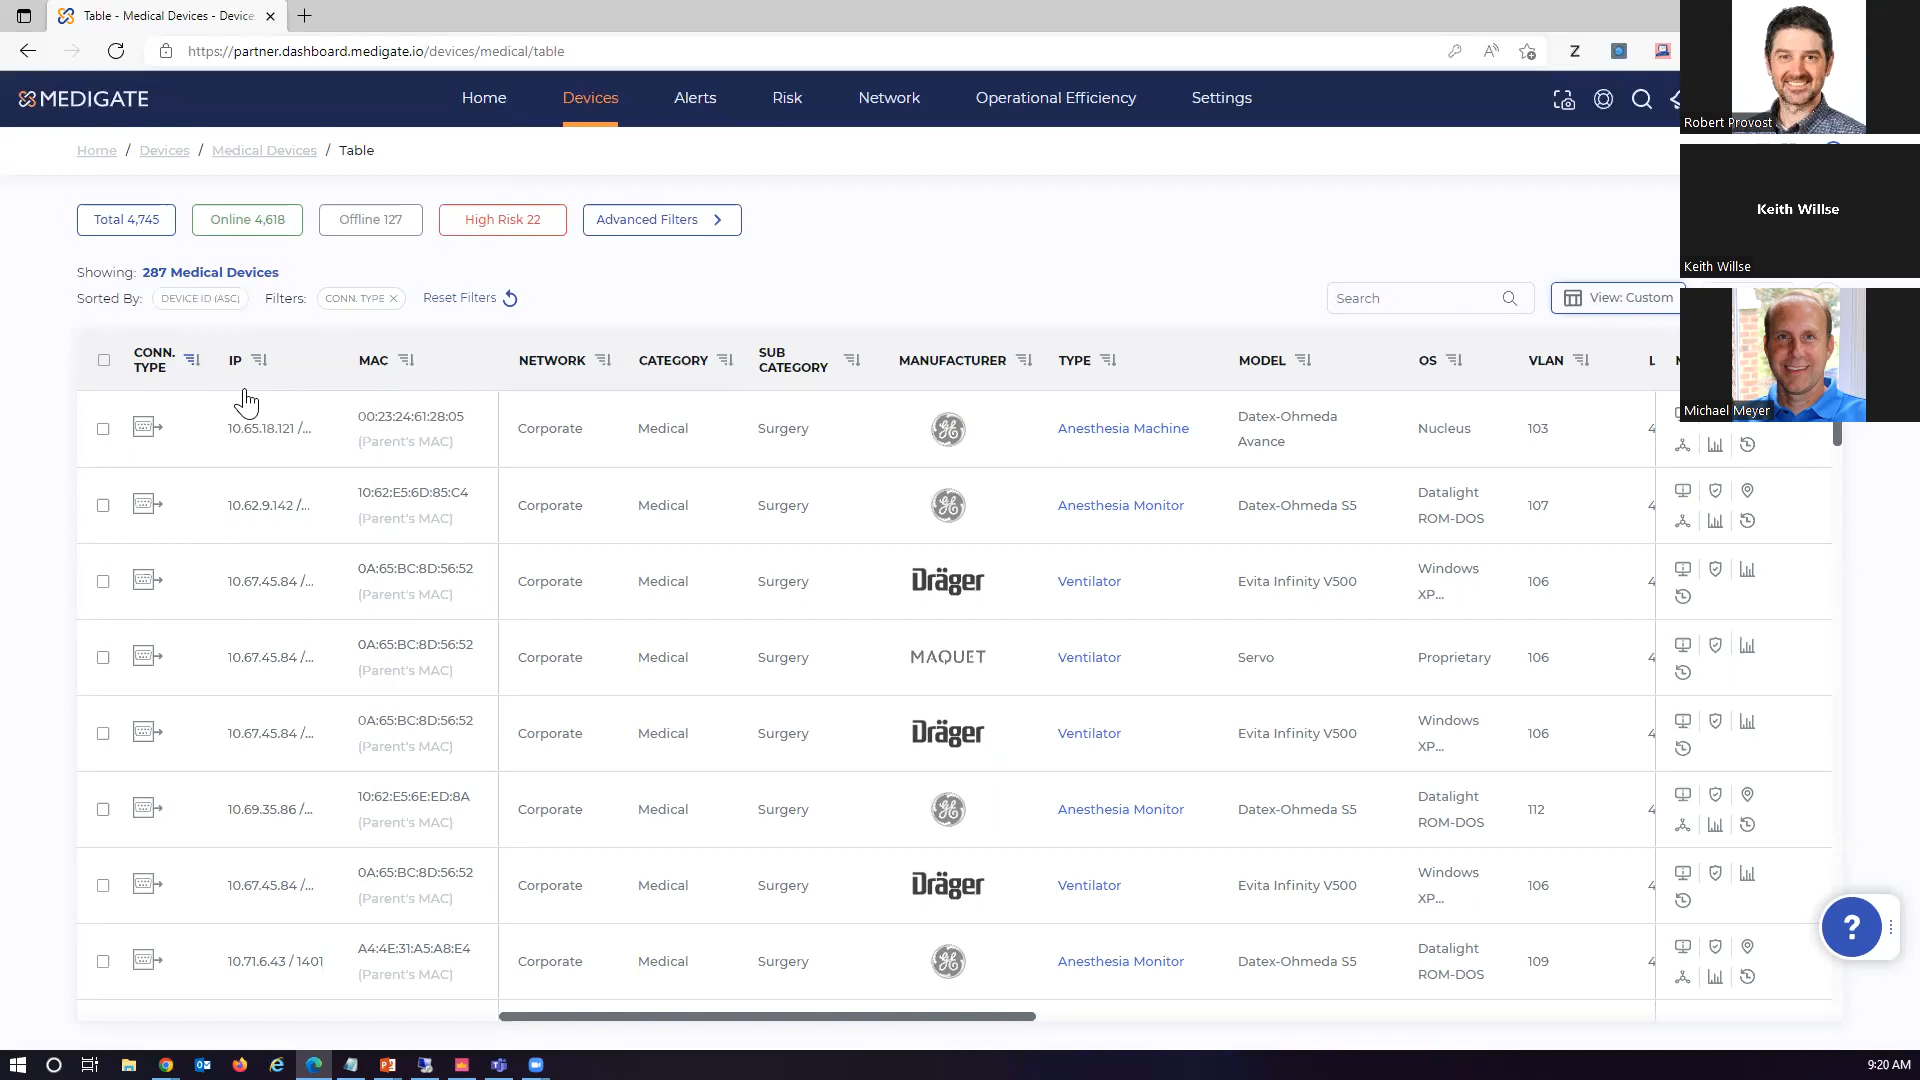 Table - Medical Devices - Device
https://partner.dashboard.medigate.io/devices/medical/table
Z
MEDIGATE
Home
Devices
Alerts
Risk
Network
Operational Efficiency
Settings
Robert Provost
Home / Devices / Medical Devices / Table
Keith Willse
Keith Willse
Total 4,745
Online 4,618
Offline 127
High Risk 22
Advanced Filters
Showing: 287 Medical Devices
Sorted By: DEVICE ID (ASC) Filters: CONN. TYPE Reset Filters
Search
View: Custom
Michael Meyer
CONN. TYPE IP MAC NETWORK CATEGORY SUB CATEGORY MANUFACTURER TYPE MODEL OS VLAN L
10.65.18.121 /... 00:23:24:61:28:05 (Parent's MAC) Corporate Medical Surgery GE Anesthesia Machine Datex-Ohmeda Avance Nucleus 103 4
10.62.9.142 /... 10:62:E5:6D:85:C4 (Parent's MAC) Corporate Medical Surgery GE Anesthesia Monitor Datex-Ohmeda S5 Datalight ROM-DOS 107 4
10.67.45.84 /... 0A:65:BC:8D:56:52 (Parent's MAC) Corporate Medical Surgery Dräger Ventilator Evita Infinity V500 Windows XP... 106 4
10.67.45.84 /... 0A:65:BC:8D:56:52 (Parent's MAC) Corporate Medical Surgery MAQUET Ventilator Servo Proprietary 106 4
10.67.45.84 /... 0A:65:BC:8D:56:52 (Parent's MAC) Corporate Medical Surgery Dräger Ventilator Evita Infinity V500 Windows XP... 106 4
10.69.35.86 /... 10:62:E5:6E:ED:8A (Parent's MAC) Corporate Medical Surgery GE Anesthesia Monitor Datex-Ohmeda S5 Datalight ROM-DOS 112 4
10.67.45.84 /... 0A:65:BC:8D:56:52 (Parent's MAC) Corporate Medical Surgery Dräger Ventilator Evita Infinity V500 Windows XP... 106 4
10.71.6.43 / 1401 A4:4E:31:A5:A8:E4 (Parent's MAC) Corporate Medical Surgery GE Anesthesia Monitor Datex-Ohmeda S5 Datalight ROM-DOS 109 4
?
9:20 AM